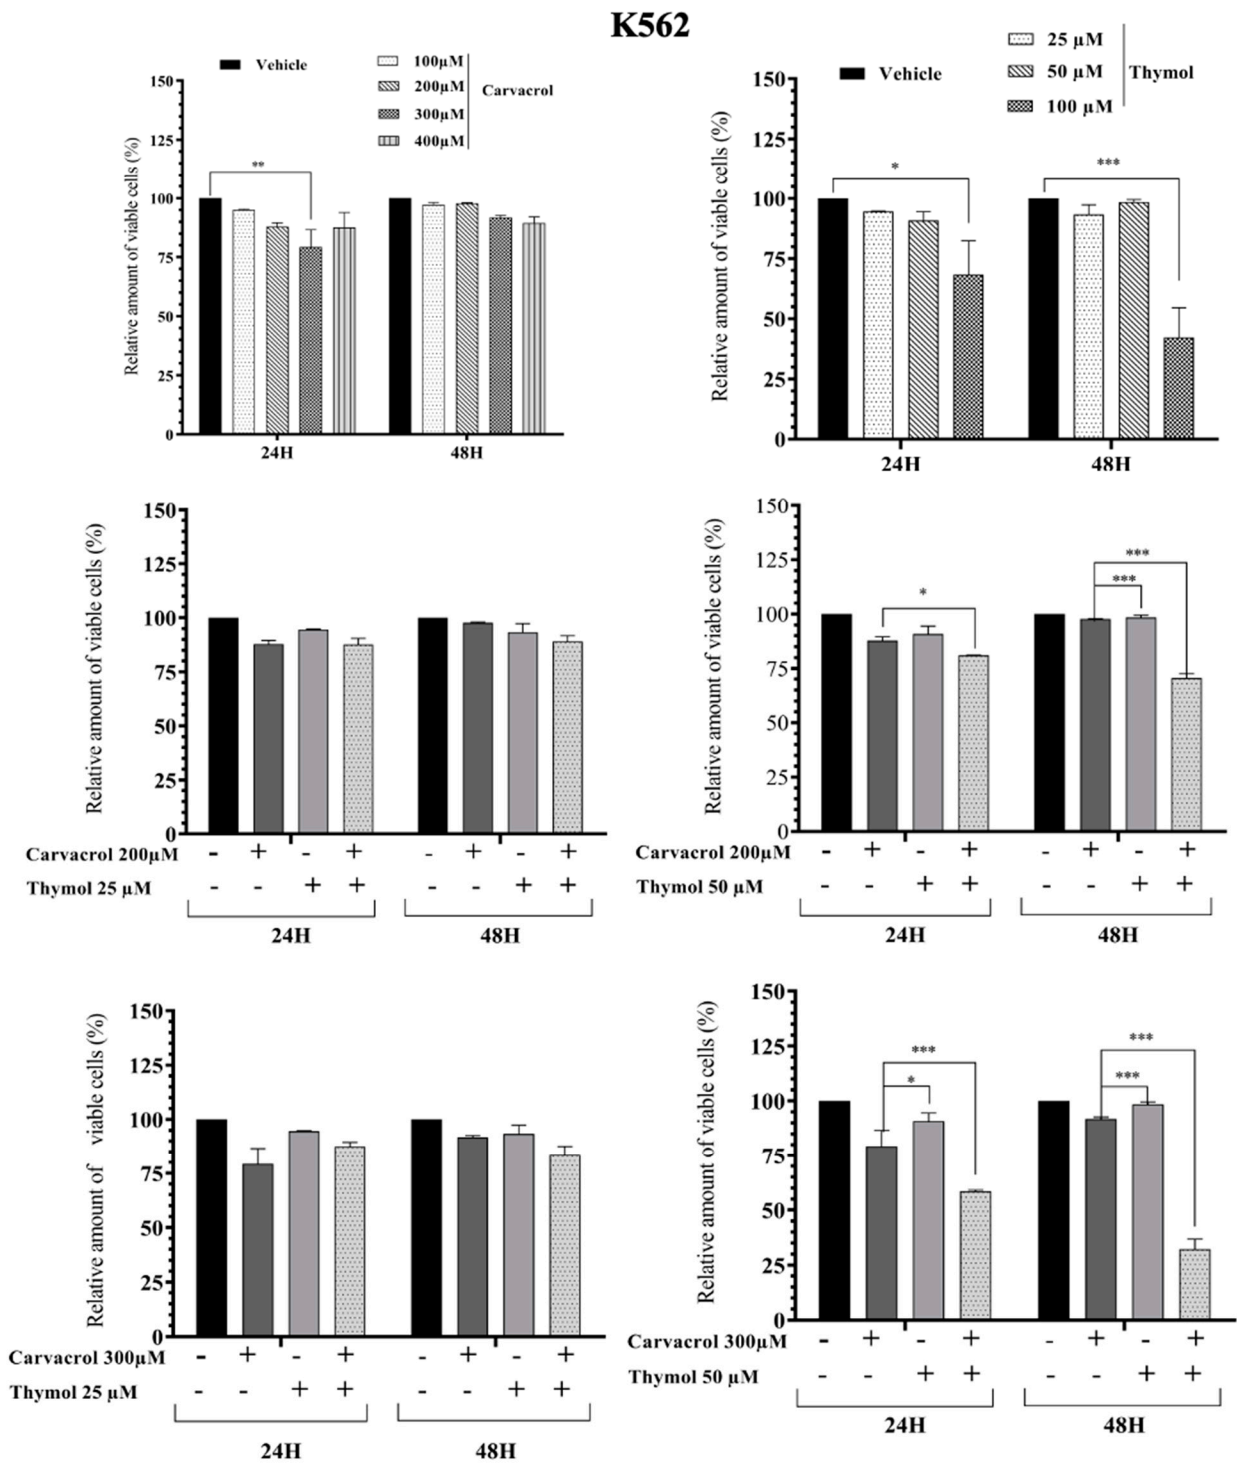 K562
Vehicle
100µM
200µM
300µM
400µM
Carvacrol
Relative amount of viable cells (%)
150
125
100
75
50
25
0
**
24H
48H
Vehicle
25 µM
50 µM
100 µM
Thymol
Relative amount of viable cells (%)
150
125
100
75
50
25
0
*
***
24H
48H
Relative amount of viable cells (%)
150
125
100
75
50
25
0
Carvacrol 200µM - + - + - + - +
Thymol 25 µM - - + + - - + +
24H 48H
Relative amount of viable cells (%)
150
125
100
75
50
25
0
*
***
***
Carvacrol 200µM - + - + - + - +
Thymol 50 µM - - + + - - + +
24H 48H
Relative amount of viable cells (%)
150
125
100
75
50
25
0
Carvacrol 300µM - + - + - + - +
Thymol 25 µM - - + + - - + +
24H 48H
Relative amount of viable cells (%)
150
125
100
75
50
25
0
***
*
***
***
Carvacrol 300µM - + - + - + - +
Thymol 50 µM - - + + - - + +
24H 48H